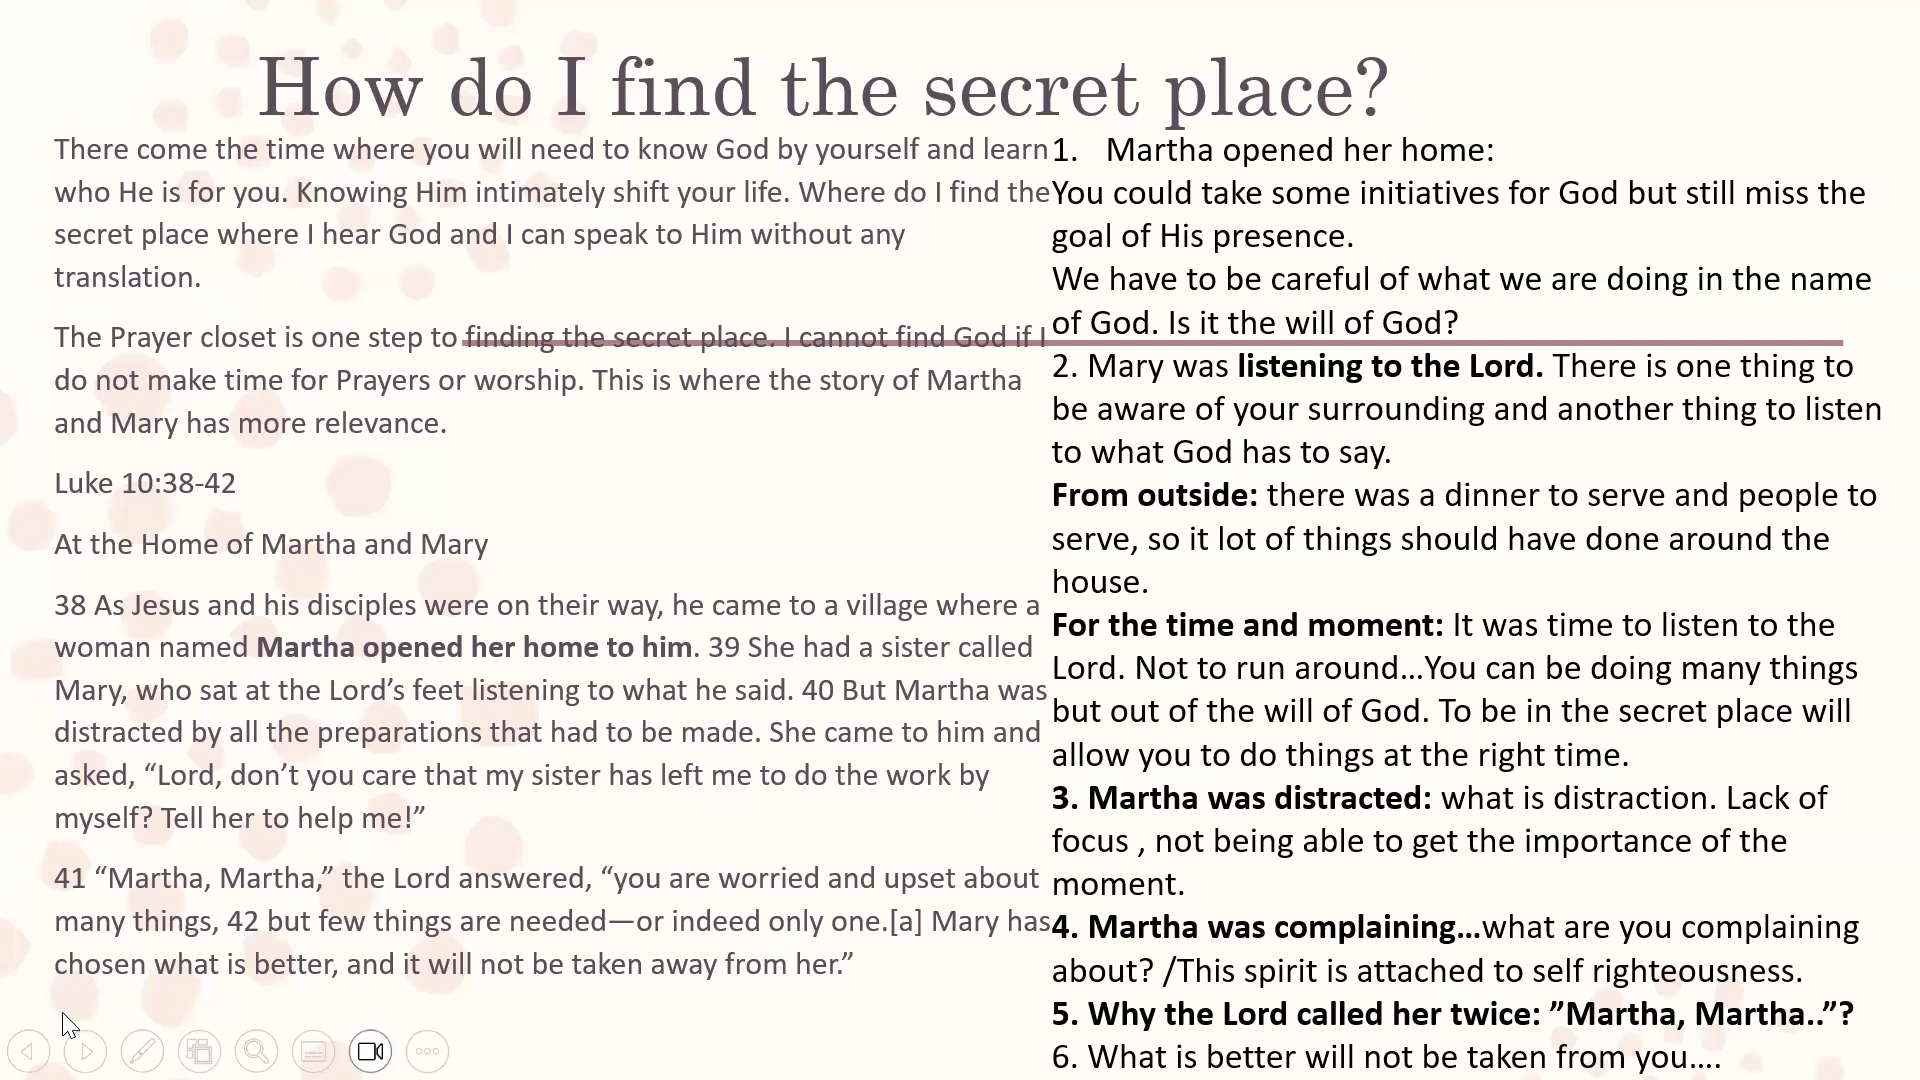 How do I find the secret place?
There come the time where you will need to know God by yourself and learn
who He is for you. Knowing Him intimately shift your life. Where do I find the
secret place where I hear God and I can speak to Him without any
translation.
The Prayer closet is one step to finding the secret place. I cannot find God if I
do not make time for Prayers or worship. This is where the story of Martha
and Mary has more relevance.
Luke 10:38-42
At the Home of Martha and Mary
38 As Jesus and his disciples were on their way, he came to a village where a
woman named Martha opened her home to him. 39 She had a sister called
Mary, who sat at the Lord’s feet listening to what he said. 40 But Martha was
distracted by all the preparations that had to be made. She came to him and
asked, “Lord, don’t you care that my sister has left me to do the work by
myself? Tell her to help me!”
41 “Martha, Martha,” the Lord answered, “you are worried and upset about
many things, 42 but few things are needed—or indeed only one.[a] Mary has
chosen what is better, and it will not be taken away from her.”
1. Martha opened her home:
You could take some initiatives for God but still miss the
goal of His presence.
We have to be careful of what we are doing in the name
of God. Is it the will of God?
2. Mary was listening to the Lord. There is one thing to
be aware of your surrounding and another thing to listen
to what God has to say.
From outside: there was a dinner to serve and people to
serve, so it lot of things should have done around the
house.
For the time and moment: It was time to listen to the
Lord. Not to run around…You can be doing many things
but out of the will of God. To be in the secret place will
allow you to do things at the right time.
3. Martha was distracted: what is distraction. Lack of
focus , not being able to get the importance of the
moment.
4. Martha was complaining…what are you complaining
about? /This spirit is attached to self righteousness.
5. Why the Lord called her twice: ”Martha, Martha..”?
6. What is better will not be taken from you….